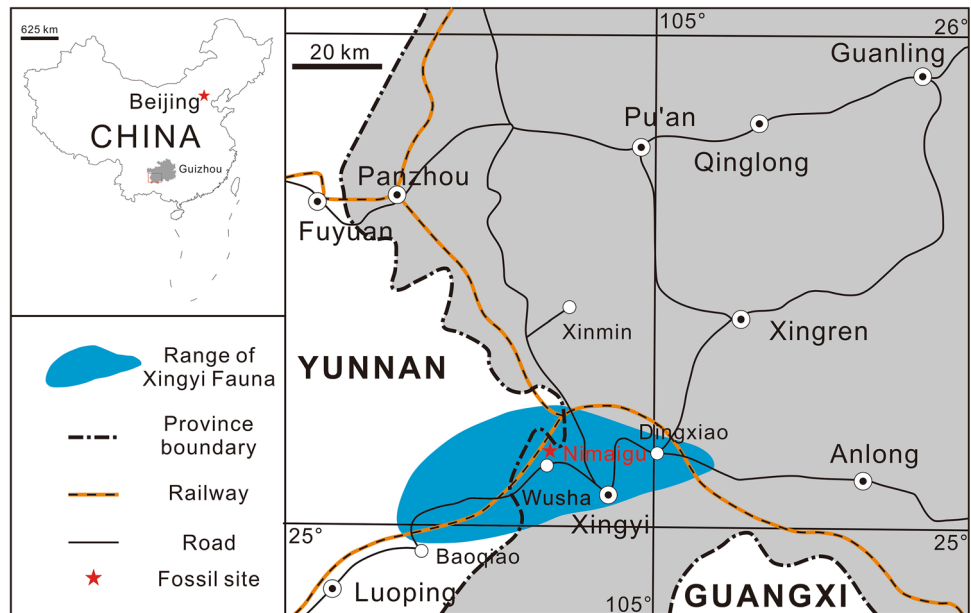 625 km
Beijing
CHINA
Guizhou
Range of
Xingyi Fauna
Province
boundary
Railway
Road
Fossil site
20 km
105°
26°
Guanling
Pu'an
Qinglong
Panzhou
Fuyuan
Xinmin
Xingren
YUNNAN
Dingxiao
Nimaigu
Anlong
Wusha
Xingyi
25°
25°
Baoqiao
Luoping
105°
GUANGXI